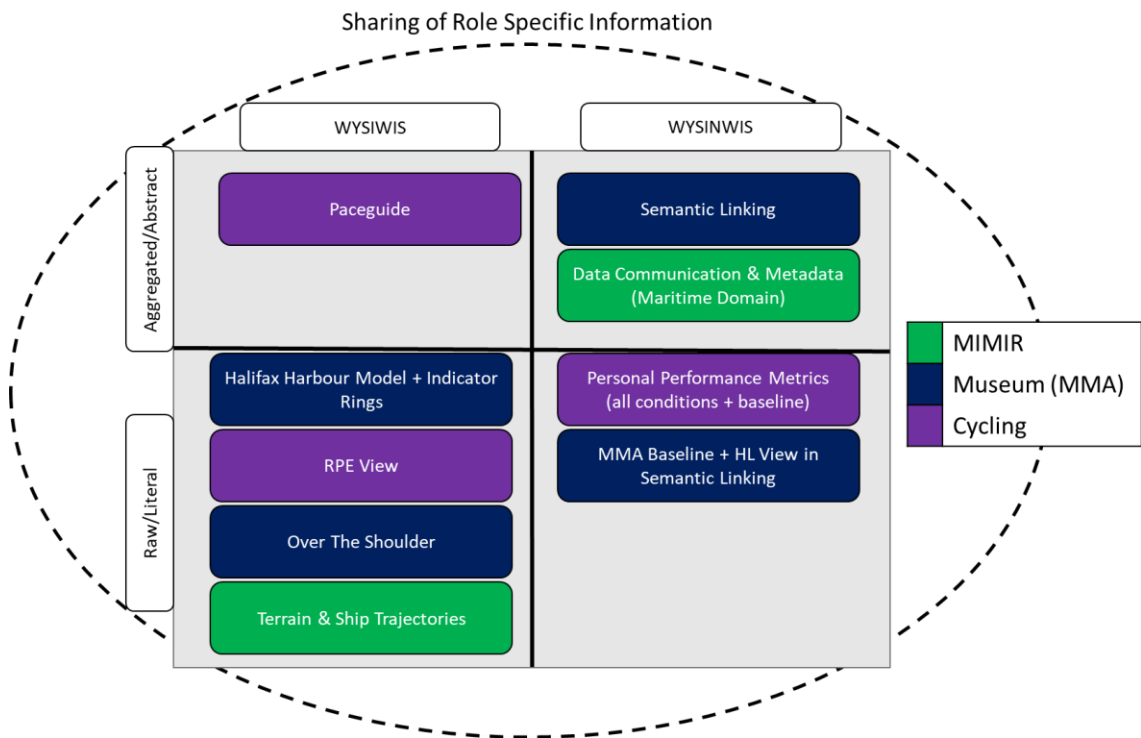 Sharing of Role Specific Information
WYSIWIS
WYSINWIS
Aggregated/Abstract
Paceguide
Semantic Linking
Data Communication & Metadata
(Maritime Domain)
Raw/Literal
Halifax Harbour Model + Indicator
Rings
RPE View
Over The Shoulder
Terrain & Ship Trajectories
Personal Performance Metrics
(all conditions + baseline)
MMA Baseline + HL View in
Semantic Linking
MIMIR
Museum (MMA)
Cycling